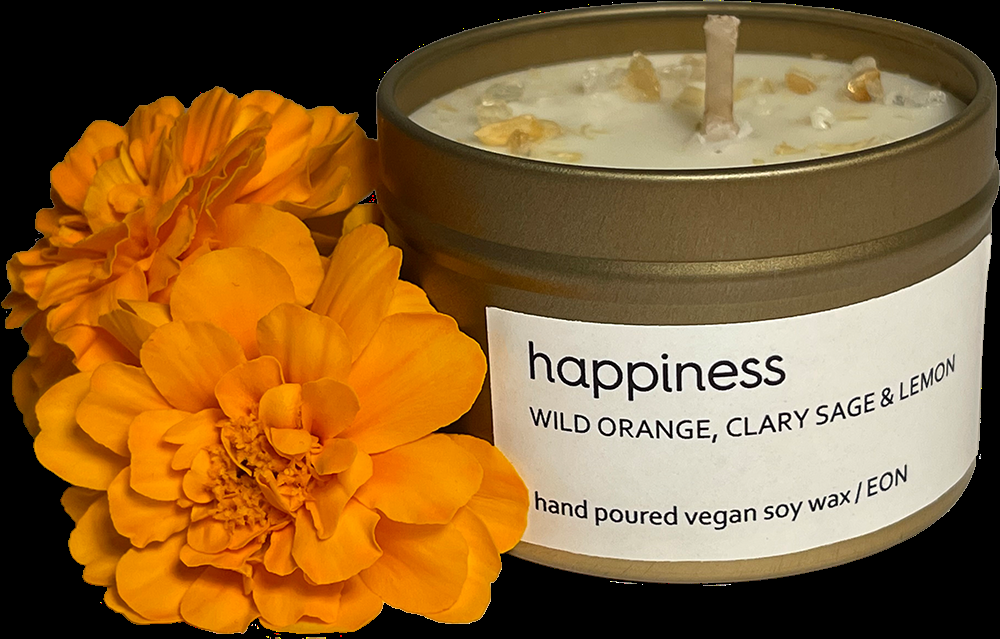 happiness
WILD ORANGE, CLARY SAGE & LEMON
hand poured vegan soy wax / EON